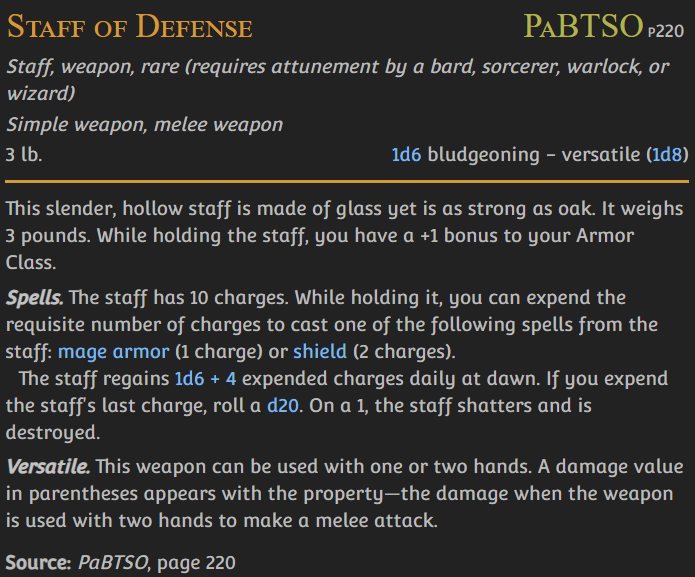 Staff of Defense PaBTSO p220
Staff, weapon, rare (requires attunement by a bard, sorcerer, warlock, or
wizard)
Simple weapon, melee weapon
3 lb. 1d6 bludgeoning – versatile (1d8)
This slender, hollow staff is made of glass yet is as strong as oak. It weighs
3 pounds. While holding the staff, you have a +1 bonus to your Armor
Class.
Spells. The staff has 10 charges. While holding it, you can expend the
requisite number of charges to cast one of the following spells from the
staff: mage armor (1 charge) or shield (2 charges).
The staff regains 1d6 + 4 expended charges daily at dawn. If you expend
the staff's last charge, roll a d20. On a 1, the staff shatters and is
destroyed.
Versatile. This weapon can be used with one or two hands. A damage value
in parentheses appears with the property—the damage when the weapon
is used with two hands to make a melee attack.
Source: PaBTSO, page 220